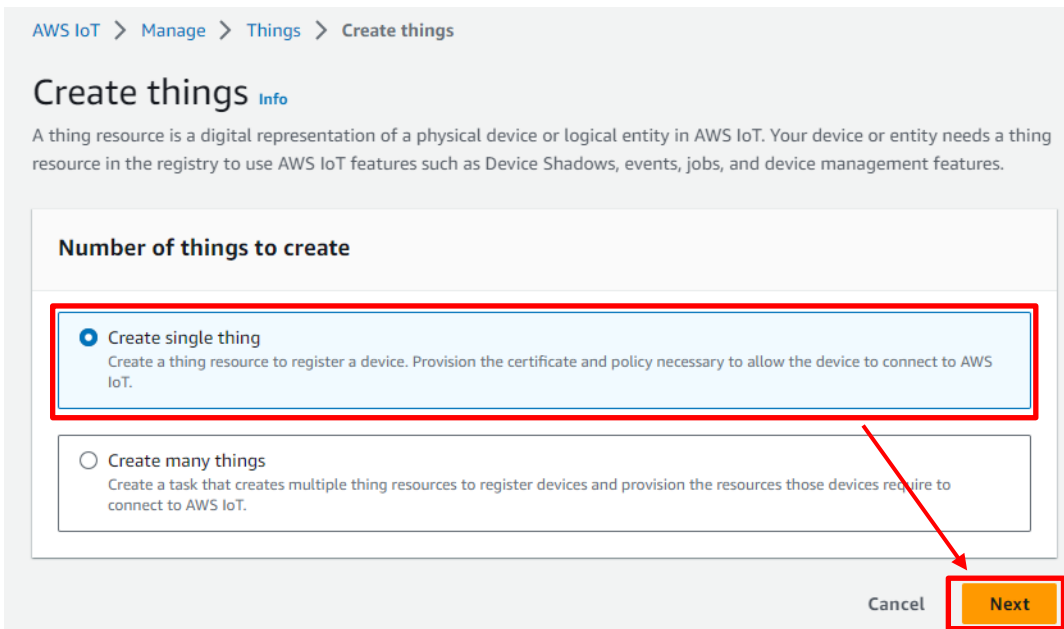 AWS IoT > Manage > Things > Create things
Create things Info
A thing resource is a digital representation of a physical device or logical entity in AWS IoT. Your device or entity needs a thing
resource in the registry to use AWS IoT features such as Device Shadows, events, jobs, and device management features.
Number of things to create
Create single thing
Create a thing resource to register a device. Provision the certificate and policy necessary to allow the device to connect to AWS
IoT.
Create many things
Create a task that creates multiple thing resources to register devices and provision the resources those devices require to
connect to AWS IoT.
Cancel Next